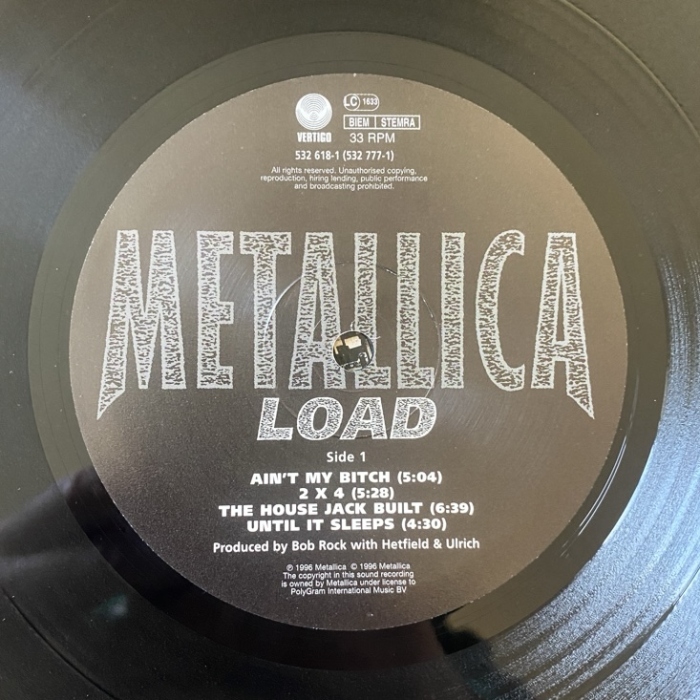 LC 1633
BIEM STEMRA
VERTIGO 33 RPM
532 618-1 (532 777-1)
All rights reserved. Unauthorised copying,
reproduction, hiring lending, public performance
and broadcasting prohibited.
METALLICA
LOAD
Side 1
AIN'T MY BITCH (5:04)
2 X 4 (5:28)
THE HOUSE JACK BUILT (6:39)
UNTIL IT SLEEPS (4:30)
Produced by Bob Rock with Hetfield & Ulrich
℗ 1996 Metallica © 1996 Metallica
The copyright in this sound recording
is owned by Metallica under license to
PolyGram International Music BV